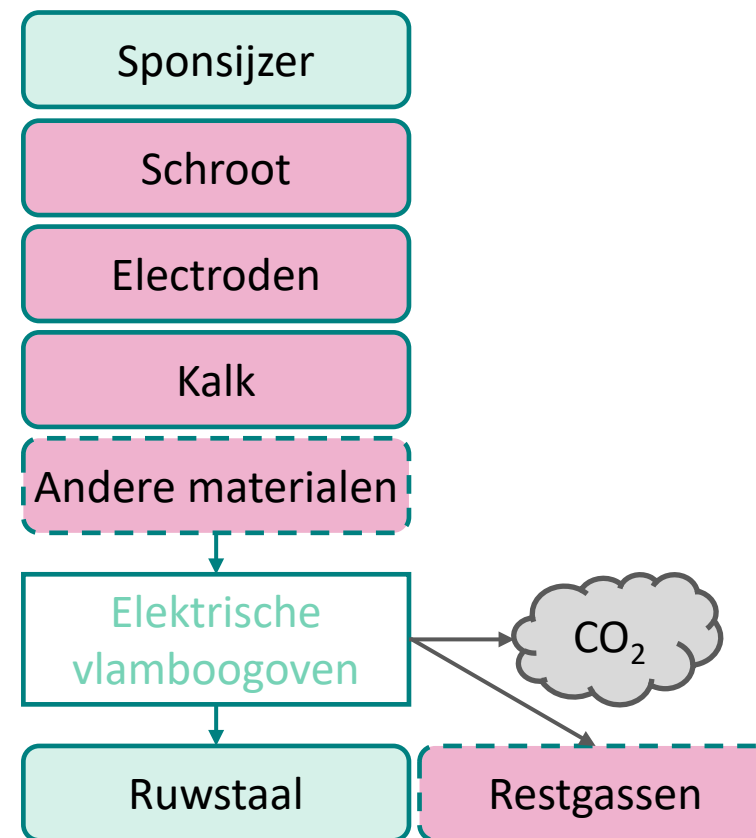 Sponsijzer
Schroot
Electroden
Kalk
Andere materialen
Elektrische
vlamboogoven
CO₂
Ruwstaal
Restgassen